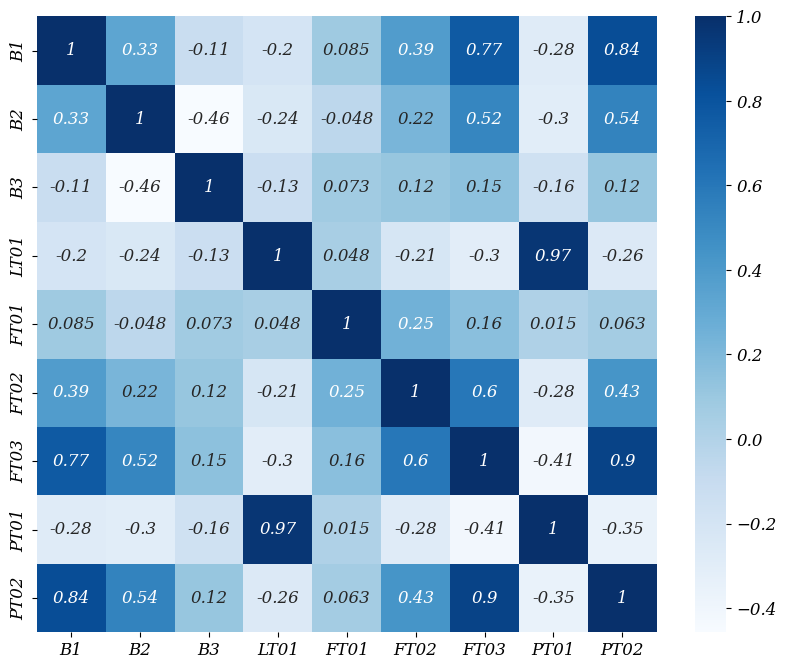 B1 1 0.33 -0.11 -0.2 0.085 0.39 0.77 -0.28 0.84
B2 0.33 1 -0.46 -0.24 -0.048 0.22 0.52 -0.3 0.54
B3 -0.11 -0.46 1 -0.13 0.073 0.12 0.15 -0.16 0.12
LT01 -0.2 -0.24 -0.13 1 0.048 -0.21 -0.3 0.97 -0.26
FT01 0.085 -0.048 0.073 0.048 1 0.25 0.16 0.015 0.063
FT02 0.39 0.22 0.12 -0.21 0.25 1 0.6 -0.28 0.43
FT03 0.77 0.52 0.15 -0.3 0.16 0.6 1 -0.41 0.9
PT01 -0.28 -0.3 -0.16 0.97 0.015 -0.28 -0.41 1 -0.35
PT02 0.84 0.54 0.12 -0.26 0.063 0.43 0.9 -0.35 1
B1 B2 B3 LT01 FT01 FT02 FT03 PT01 PT02
1.0
0.8
0.6
0.4
0.2
0.0
−0.2
−0.4